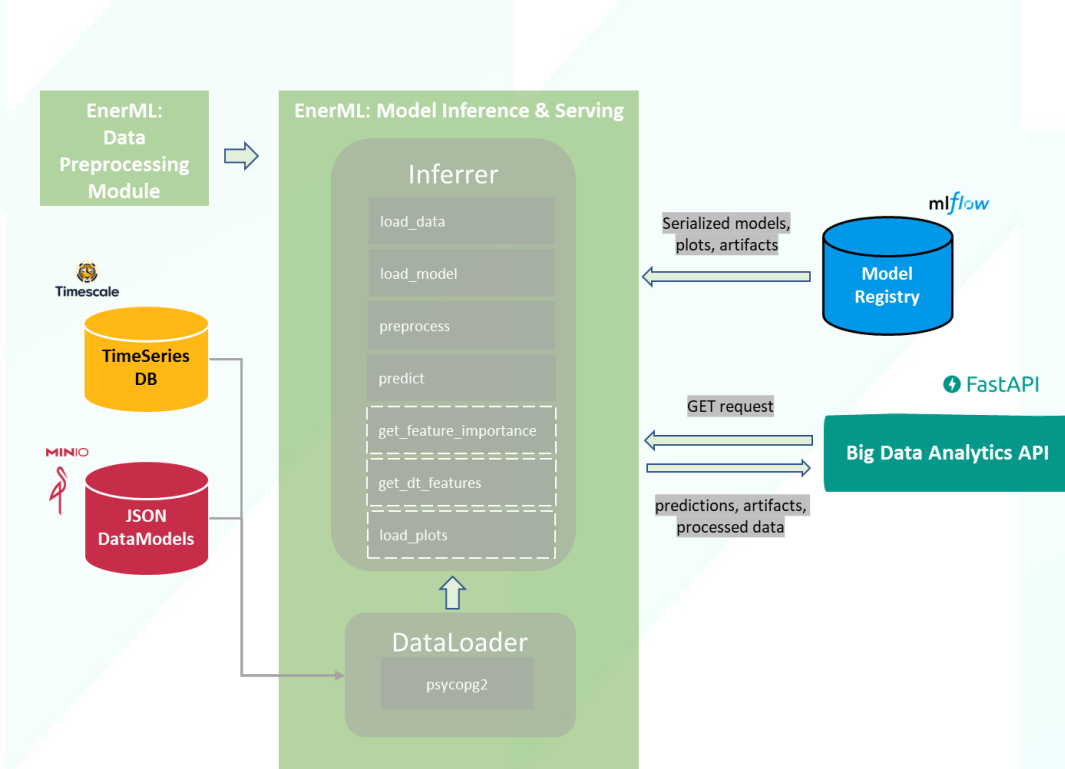 EnerML:
Data
Preprocessing
Module
EnerML: Model Inference & Serving
Inferrer
load_data
load_model
preprocess
predict
get_feature_importance
get_dt_features
load_plots
DataLoader
psycopg2
Timescale
TimeSeries
DB
MINIO
JSON
DataModels
Serialized models,
plots, artifacts
mlflow
Model
Registry
GET request
predictions, artifacts,
processed data
FastAPI
Big Data Analytics API